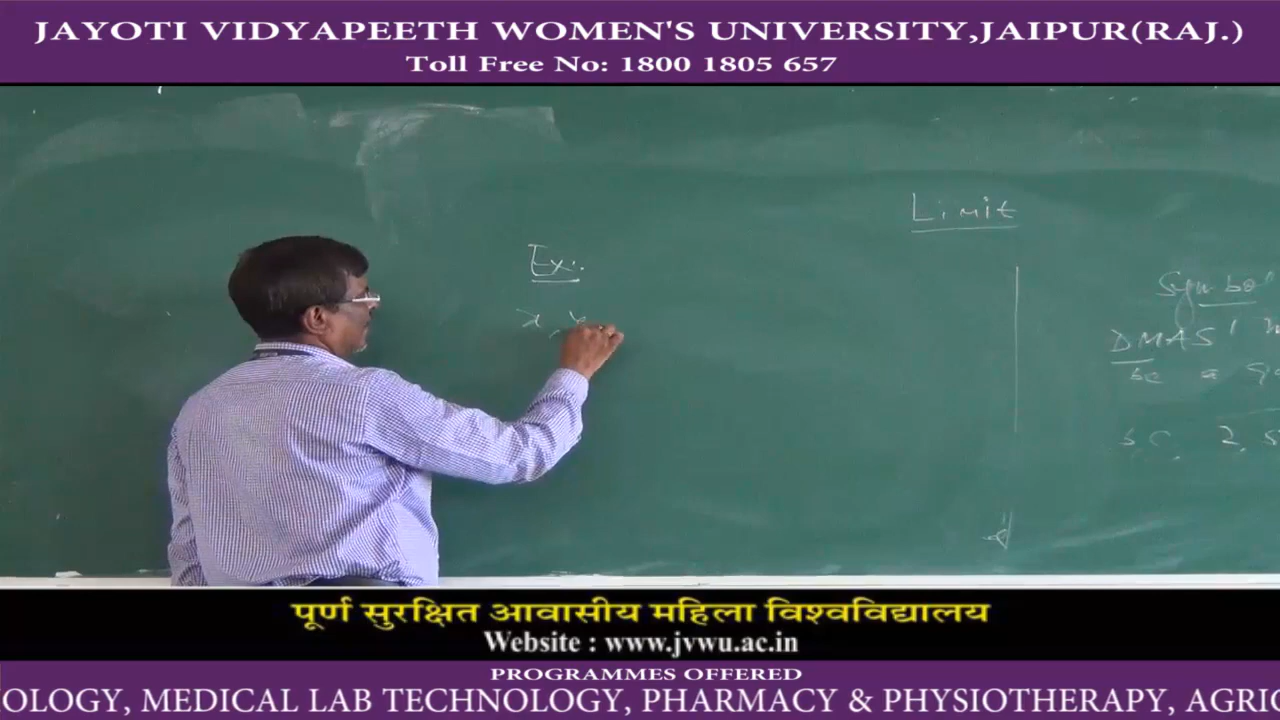 JAYOTI VIDYAPEETH WOMEN'S UNIVERSITY,JAIPUR(RAJ.)
Toll Free No: 1800 1805 657
Limit
Ex:
x, y
DMAS
be a
पूर्ण सुरक्षित आवासीय महिला विश्वविद्यालय
Website : www.jvwu.ac.in
PROGRAMMES OFFERED
OLOGY, MEDICAL LAB TECHNOLOGY, PHARMACY & PHYSIOTHERAPY, AGRIC